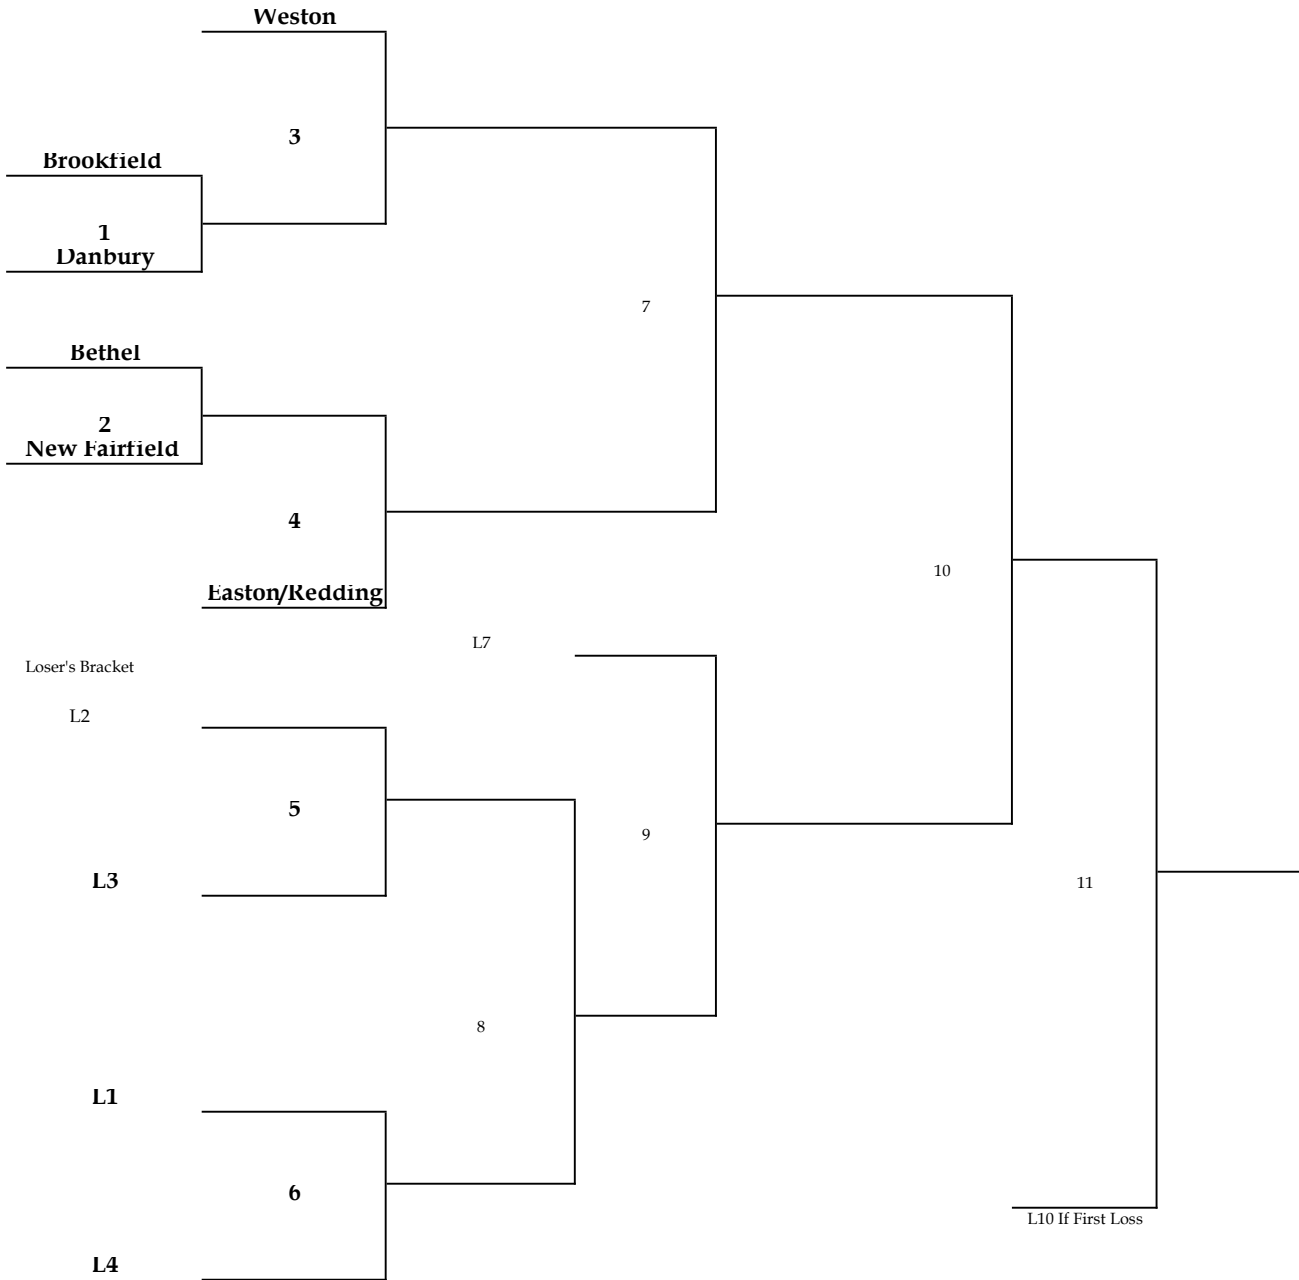 Weston
3
Brookfield
1
Danbury
7
Bethel
2
New Fairfield
4
10
Easton/Redding
L7
Loser's Bracket
L2
5
9
L3
11
8
L1
6
L10 If First Loss
L4